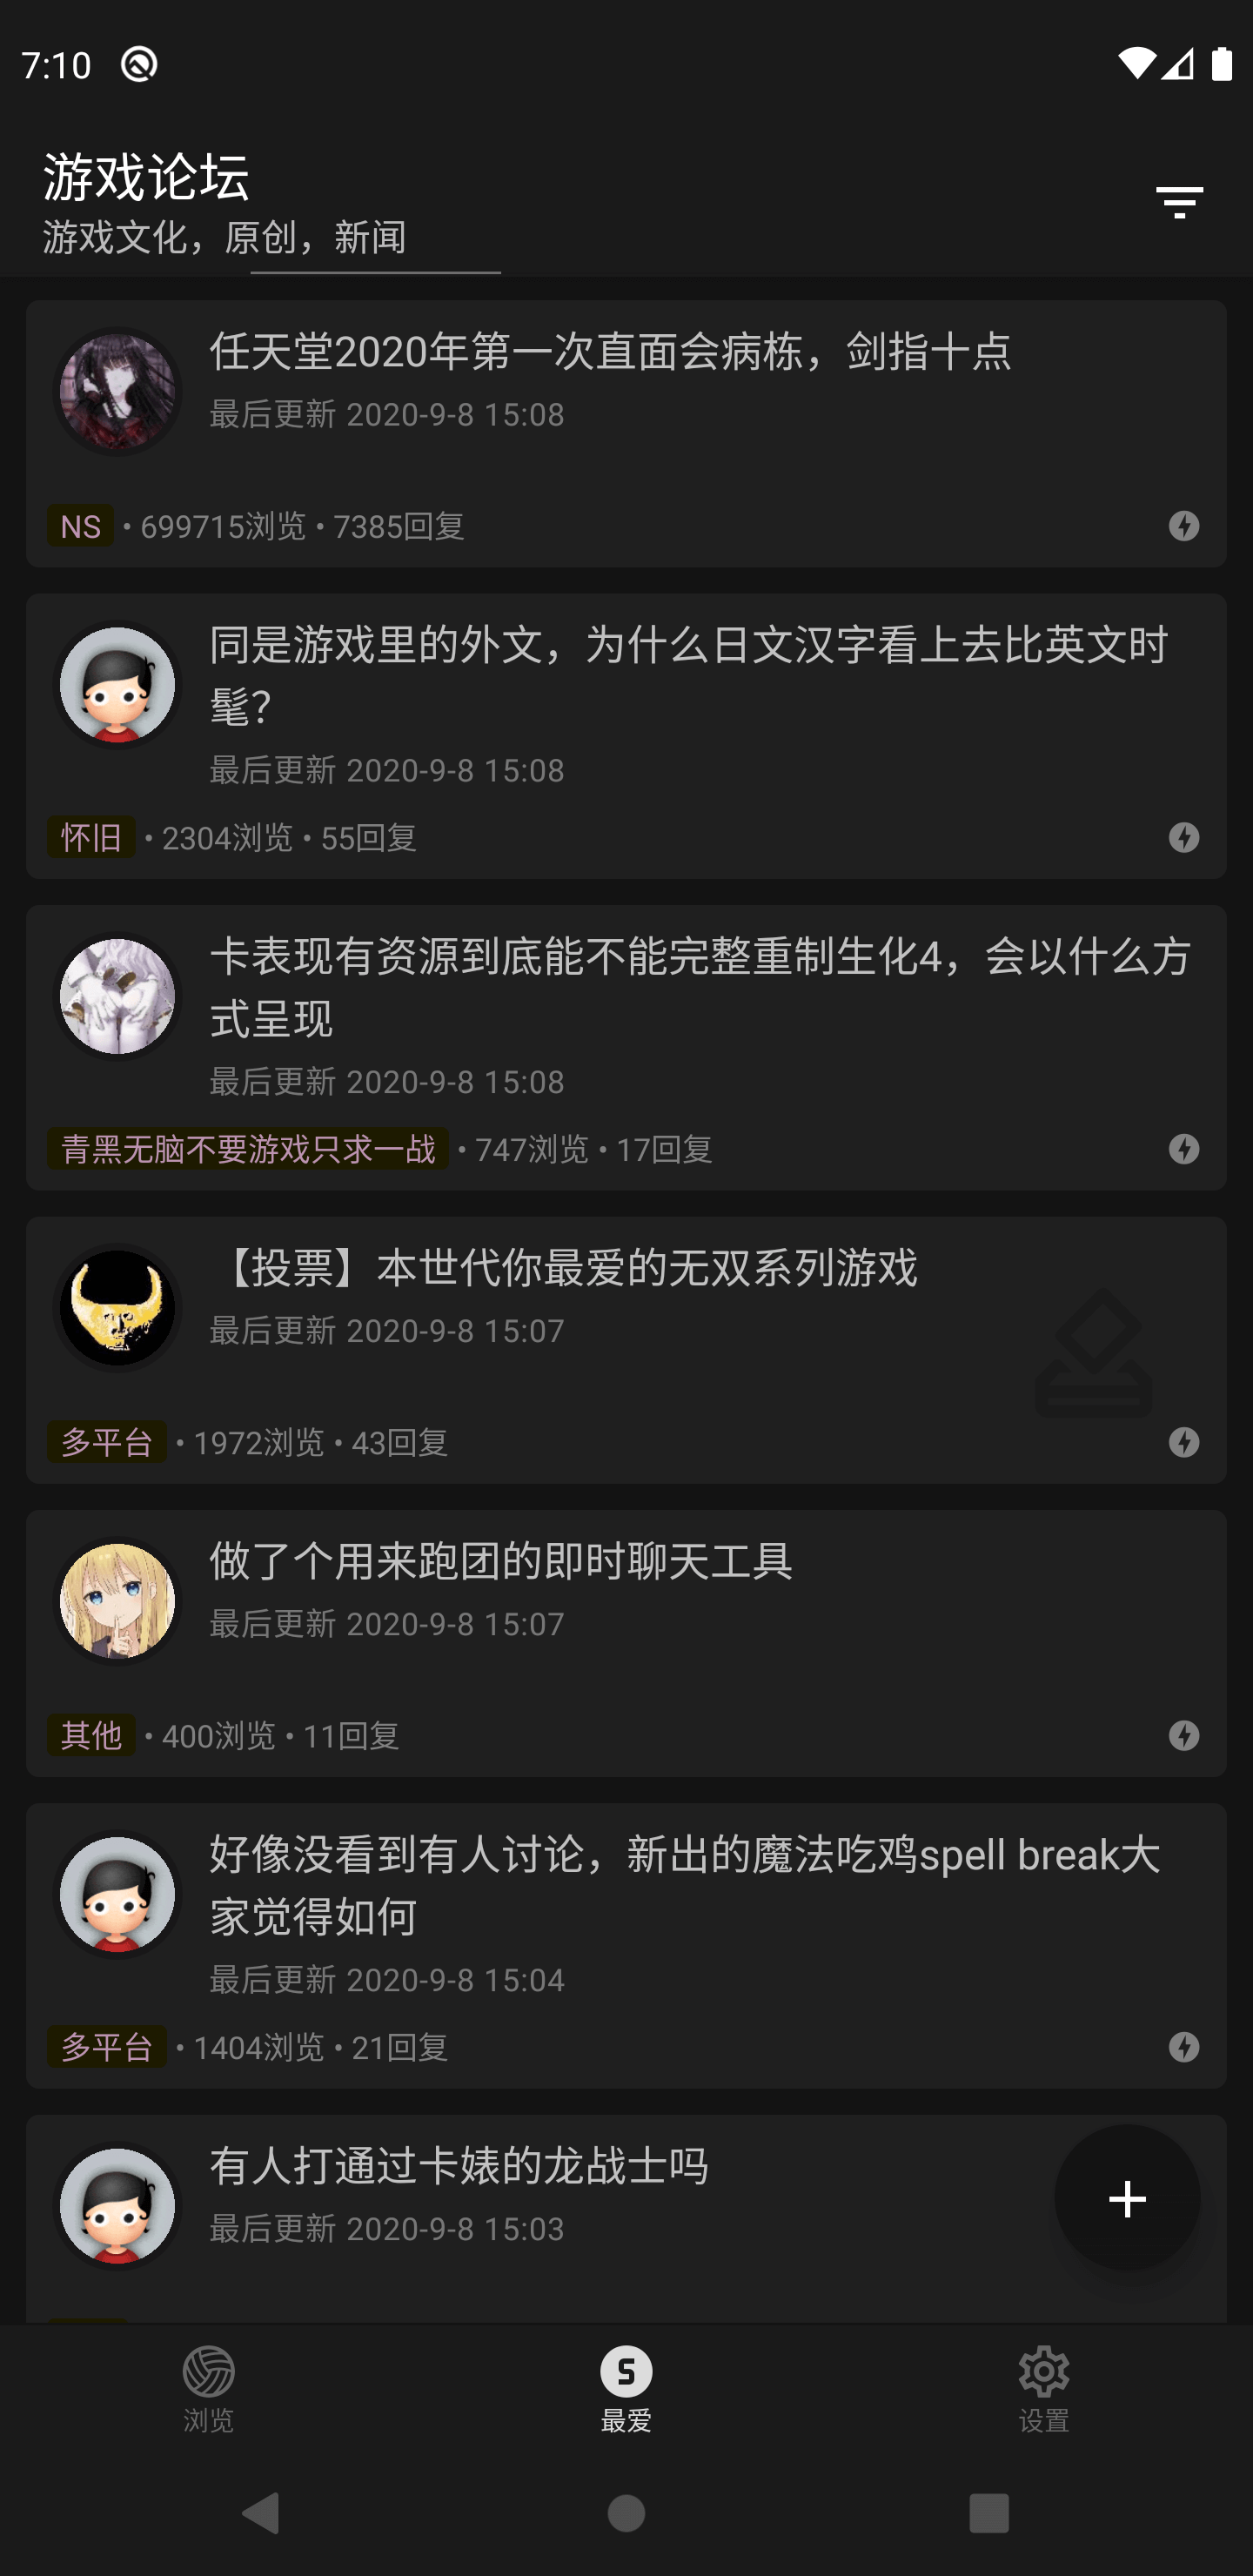 7:10
游戏论坛
游戏文化，原创，新闻
任天堂2020年第一次直面会病栋，剑指十点
最后更新 2020-9-8 15:08
NS • 699715浏览 • 7385回复
同是游戏里的外文，为什么日文汉字看上去比英文时
髦？
最后更新 2020-9-8 15:08
怀旧 • 2304浏览 • 55回复
卡表现有资源到底能不能完整重制生化4，会以什么方
式呈现
最后更新 2020-9-8 15:08
青黑无脑不要游戏只求一战 • 747浏览 • 17回复
【投票】本世代你最爱的无双系列游戏
最后更新 2020-9-8 15:07
多平台 • 1972浏览 • 43回复
做了个用来跑团的即时聊天工具
最后更新 2020-9-8 15:07
其他 • 400浏览 • 11回复
好像没看到有人讨论，新出的魔法吃鸡spell break大
家觉得如何
最后更新 2020-9-8 15:04
多平台 • 1404浏览 • 21回复
有人打通过卡婊的龙战士吗
最后更新 2020-9-8 15:03
浏览
最爱
设置